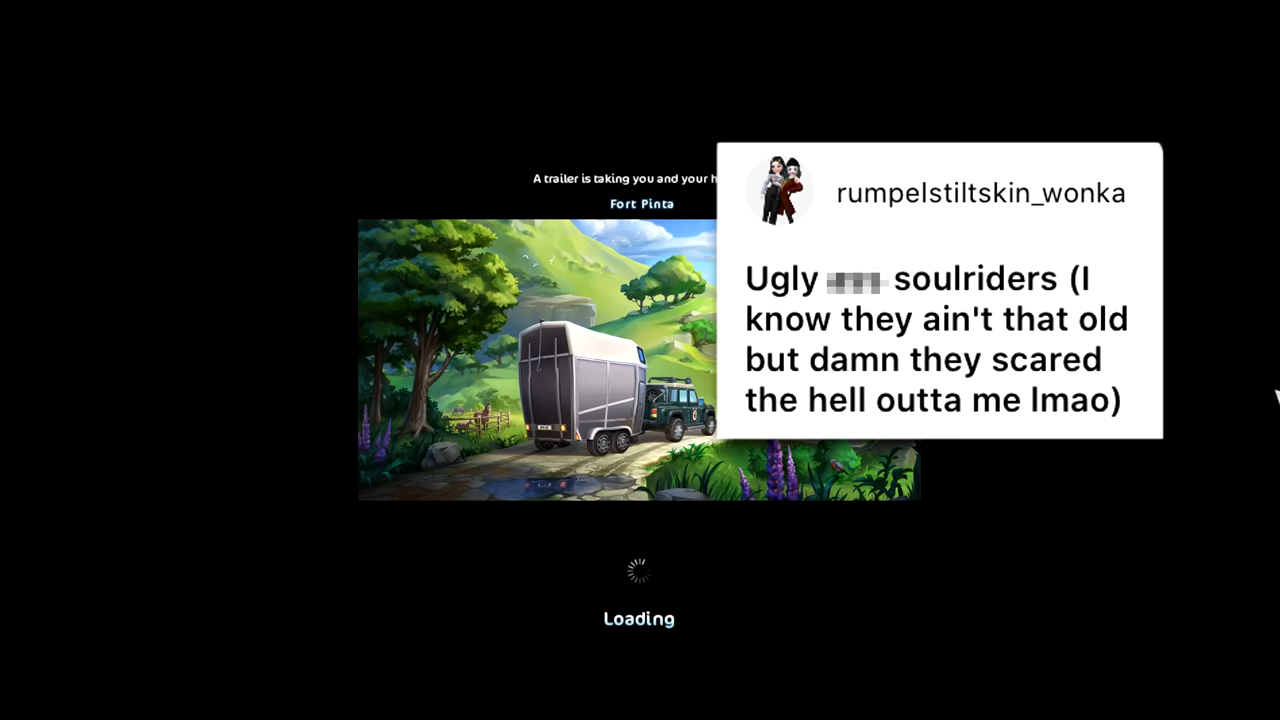 A trailer is taking you and your h
Fort Pinta
rumpelstiltskin_wonka
Ugly soulriders (I
know they ain't that old
but damn they scared
the hell outta me lmao)
Loading